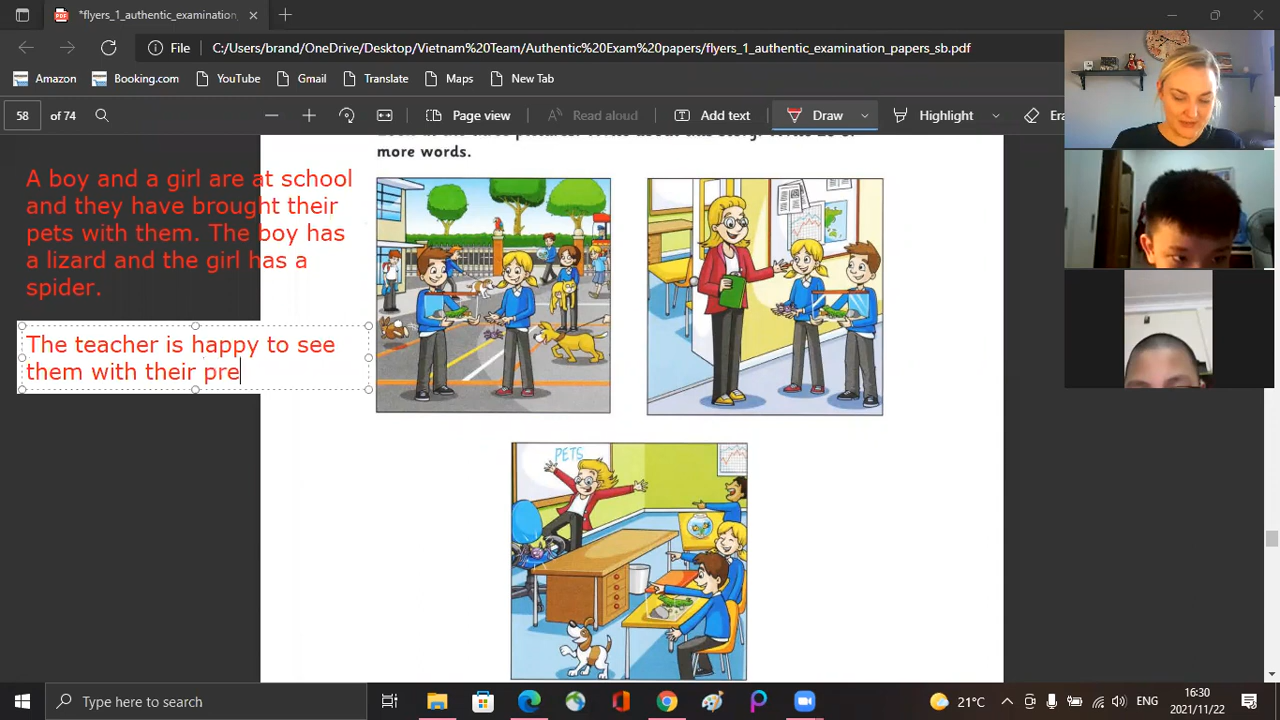 *flyers_1_authentic_examination_
File
C:/Users/brand/OneDrive/Desktop/Vietnam%20Team/Authentic%20Exam%20papers/flyers_1_authentic_examination_papers_sb.pdf
Amazon
Booking.com
YouTube
Gmail
Translate
Maps
New Tab
58 of 74
Page view
Read aloud
Add text
Draw
Highlight
Era
more words.
A boy and a girl are at school
and they have brought their
pets with them. The boy has
a lizard and the girl has a
spider.
The teacher is happy to see
them with their pre
PETS
Type here to search
21°C
ENG
16:30
2021/11/22